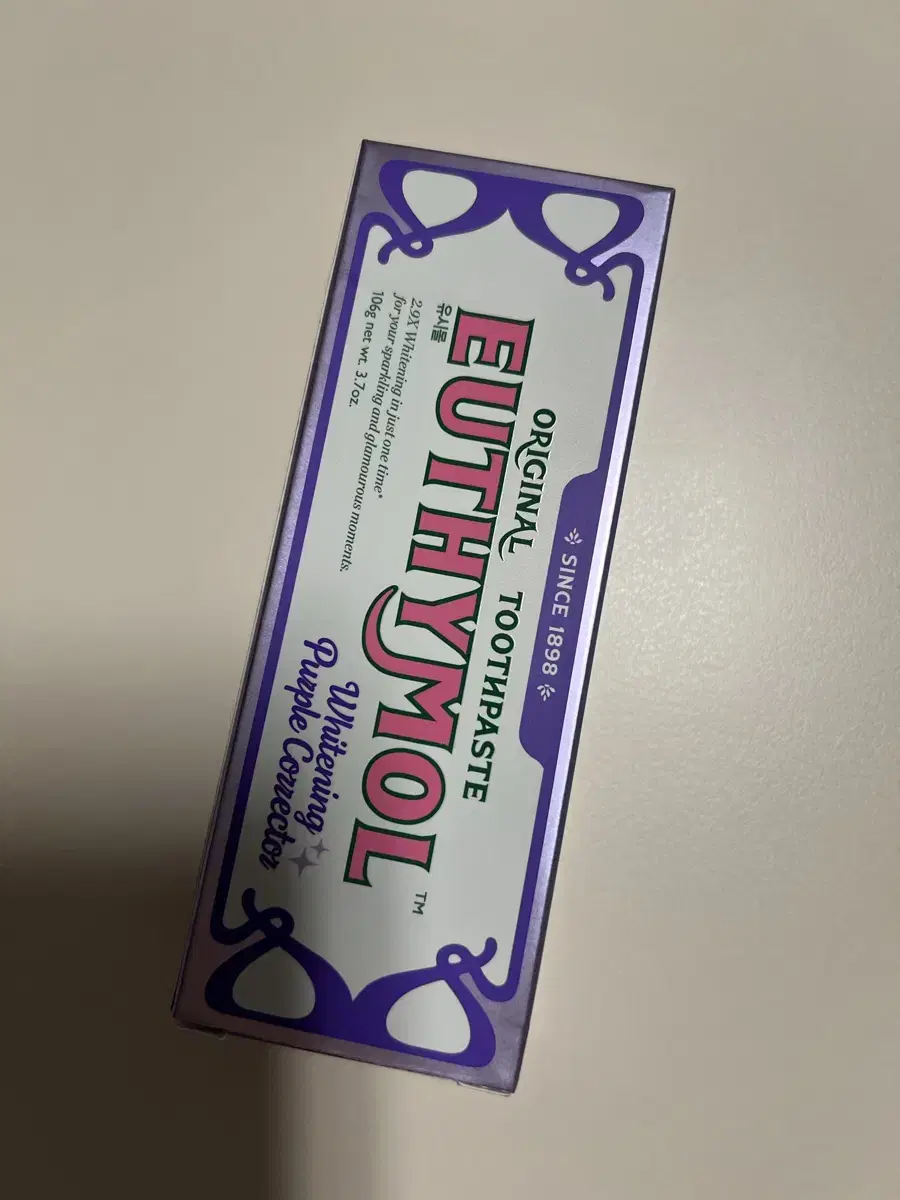 SINCE 1898
ORIGINAL TOOTHPASTE
EUTHYMOL™
유시몰
2.9X Whitening in just one time*
for your sparkling and glamourous moments.
106g net wt. 3.7oz.
Whitening
Purple Corrector